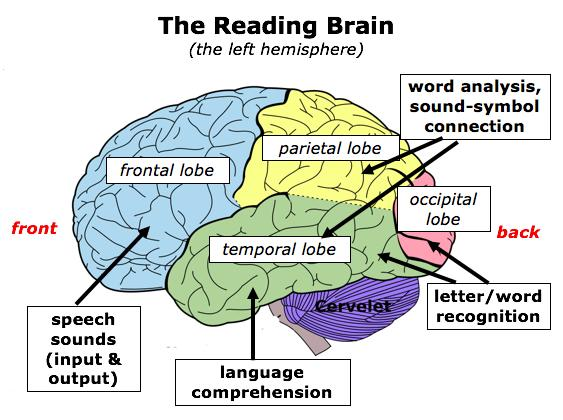 The Reading Brain
(the left hemisphere)
word analysis,
sound-symbol
connection
parietal lobe
frontal lobe
occipital
lobe
front
back
temporal lobe
letter/word
recognition
Cervelet
speech
sounds
(input &
output)
language
comprehension